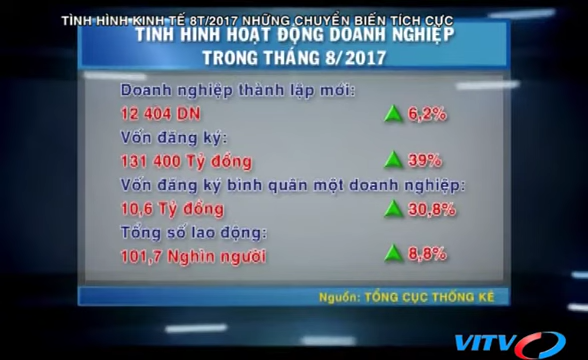 TÌNH HÌNH KINH TẾ 8T/2017 NHỮNG CHUYỂN BIẾN TÍCH CỰC
TÌNH HÌNH HOẠT ĐỘNG DOANH NGHIỆP
TRONG THÁNG 8/2017
Doanh nghiệp thành lập mới:
12 404 DN 6,2%
Vốn đăng ký:
131 400 Tỷ đồng 39%
Vốn đăng ký bình quân một doanh nghiệp:
10,6 Tỷ đồng 30,8%
Tổng số lao động:
101,7 Nghìn người 8,8%
Nguồn: TỔNG CỤC THỐNG KÊ
VITV